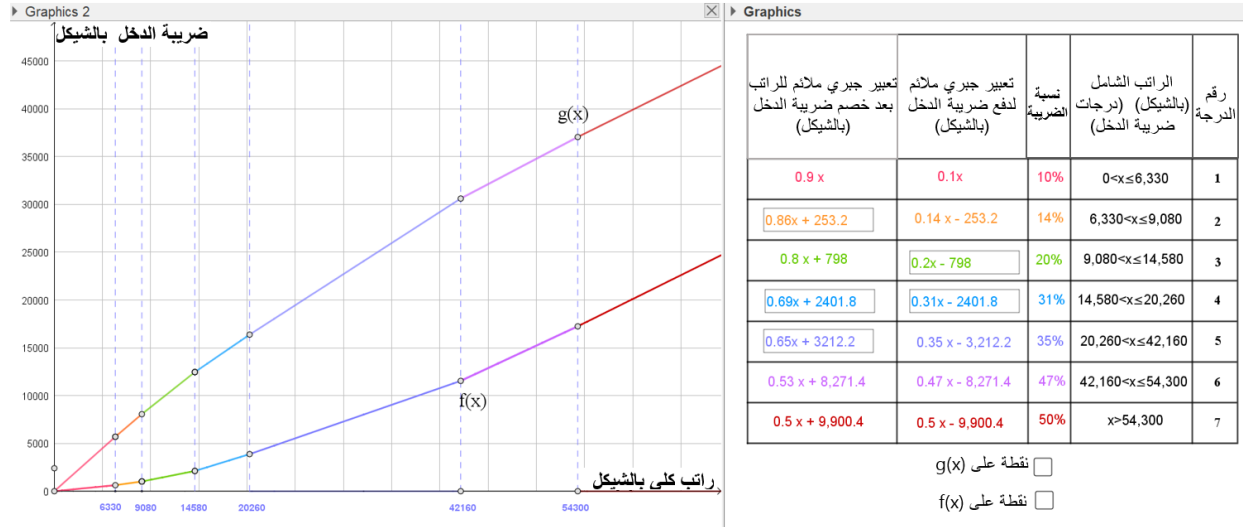 Graphics 2
ضريبة الدخل بالشيكل
45000
40000
35000
30000
25000
20000
15000
10000
5000
0
g(x)
f(x)
راتب كلي بالشيكل
6330 9080 14580 20260 42160 54300
Graphics
رقم الدرجة
الراتب الشامل (بالشيكل) (درجات ضريبة الدخل)
نسبة الضريبة
تعبير جبري ملائم لدفع ضريبة الدخل (بالشيكل)
تعبير جبري ملائم للراتب بعد خصم ضريبة الدخل (بالشيكل)
0.9 x 0.1x 10% 0<x≤6,330 1
0.86x + 253.2 0.14 x - 253.2 14% 6,330<x≤9,080 2
0.8 x + 798 0.2x - 798 20% 9,080<x≤14,580 3
0.69x + 2401.8 0.31x - 2401.8 31% 14,580<x≤20,260 4
0.65x + 3212.2 0.35 x - 3,212.2 35% 20,260<x≤42,160 5
0.53 x + 8,271.4 0.47 x - 8,271.4 47% 42,160<x≤54,300 6
0.5 x + 9,900.4 0.5 x - 9,900.4 50% x>54,300 7
نقطة على g(x)
نقطة على f(x)